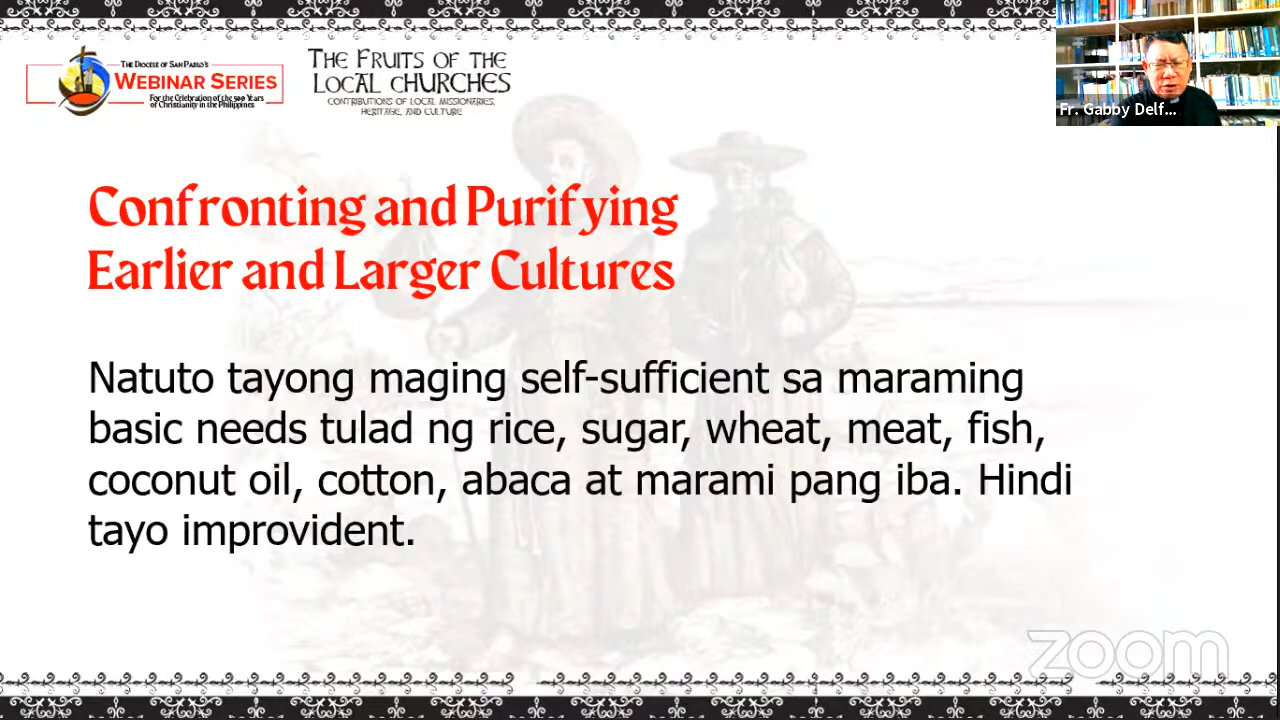 THE DIOCESE OF SAN PABLO'S
WEBINAR SERIES
For the Celebration of the 500 Years
of Christianity in the Philippines
THE FRUITS OF THE
LOCAL CHURCHES
CONTRIBUTIONS OF LOCAL MISSIONARIES,
HERITAGE, AND CULTURE
Fr. Gabby Delf...
Confronting and Purifying
Earlier and Larger Cultures
Natuto tayong maging self-sufficient sa maraming
basic needs tulad ng rice, sugar, wheat, meat, fish,
coconut oil, cotton, abaca at marami pang iba. Hindi
tayo improvident.
zoom